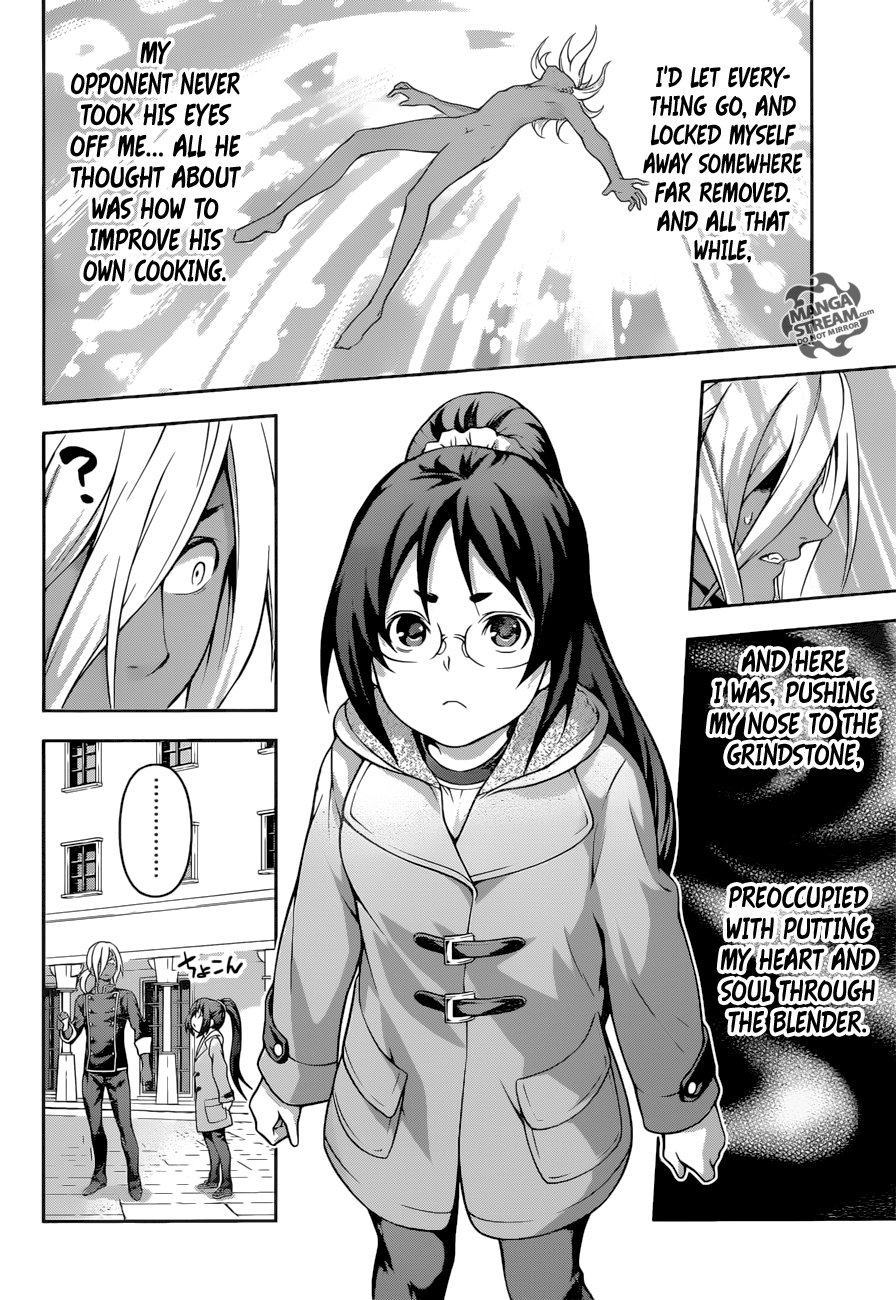 I'D LET EVERY-
THING GO, AND
LOCKED MYSELF
AWAY SOMEWHERE
FAR REMOVED.
AND ALL THAT
WHILE,
MY
OPPONENT NEVER
TOOK HIS EYES
OFF ME... ALL HE
THOUGHT ABOUT
WAS HOW TO
IMPROVE HIS
OWN COOKING.
MANGA
STREAM.com
DO NOT MIRROR
AND HERE
I WAS, PUSHING
MY NOSE TO THE
GRINDSTONE,
PREOCCUPIED
WITH PUTTING
MY HEART AND
SOUL THROUGH
THE BLENDER.
?
............
ちょこん